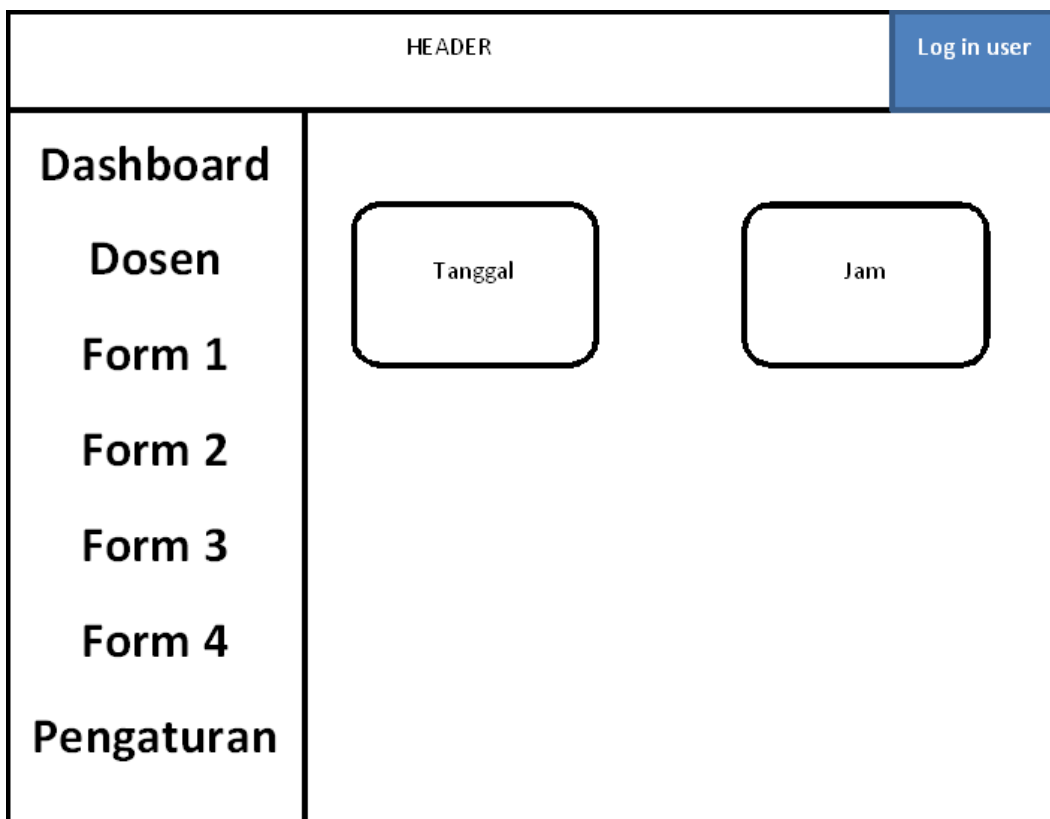 HEADER
Log in user
Dashboard
Dosen
Form 1
Form 2
Form 3
Form 4
Pengaturan
Tanggal
Jam